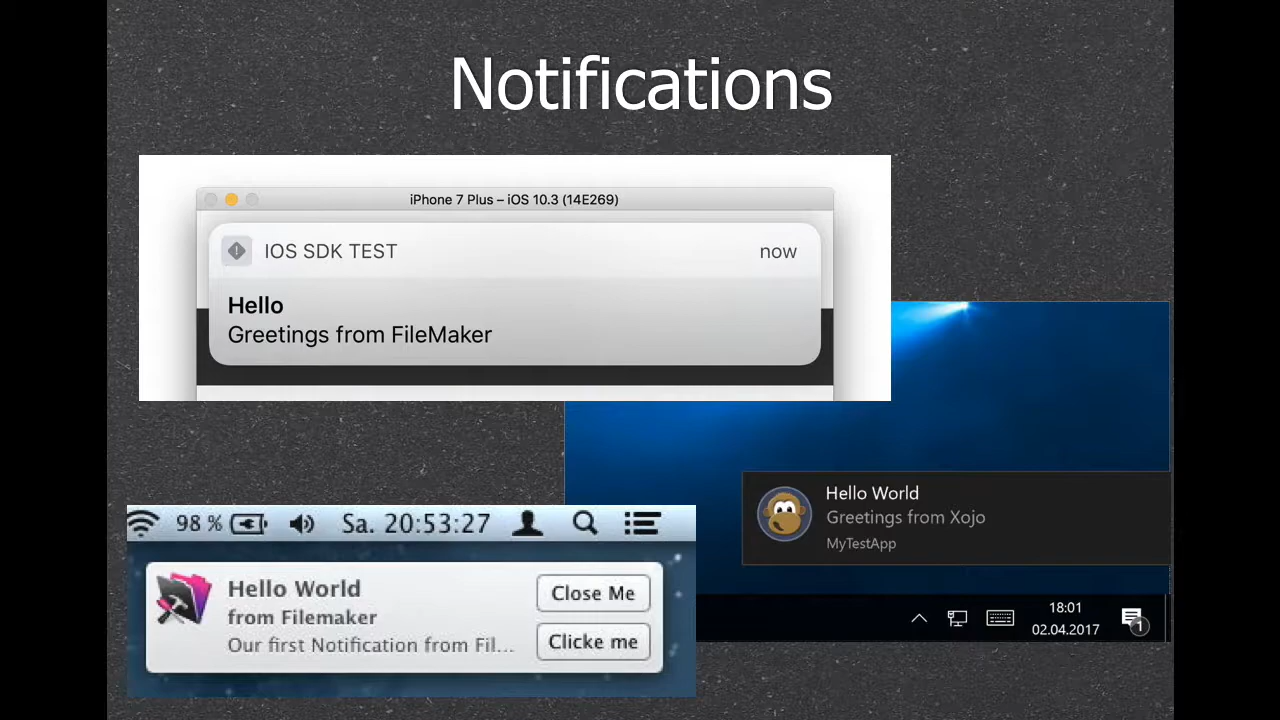 Notifications
iPhone 7 Plus – iOS 10.3 (14E269)
IOS SDK TEST
now
Hello
Greetings from FileMaker
Hello World
Greetings from Xojo
MyTestApp
18:01
02.04.2017
1
98 %
Sa. 20:53:27
Hello World
from Filemaker
Our first Notification from Fil...
Close Me
Clicke me